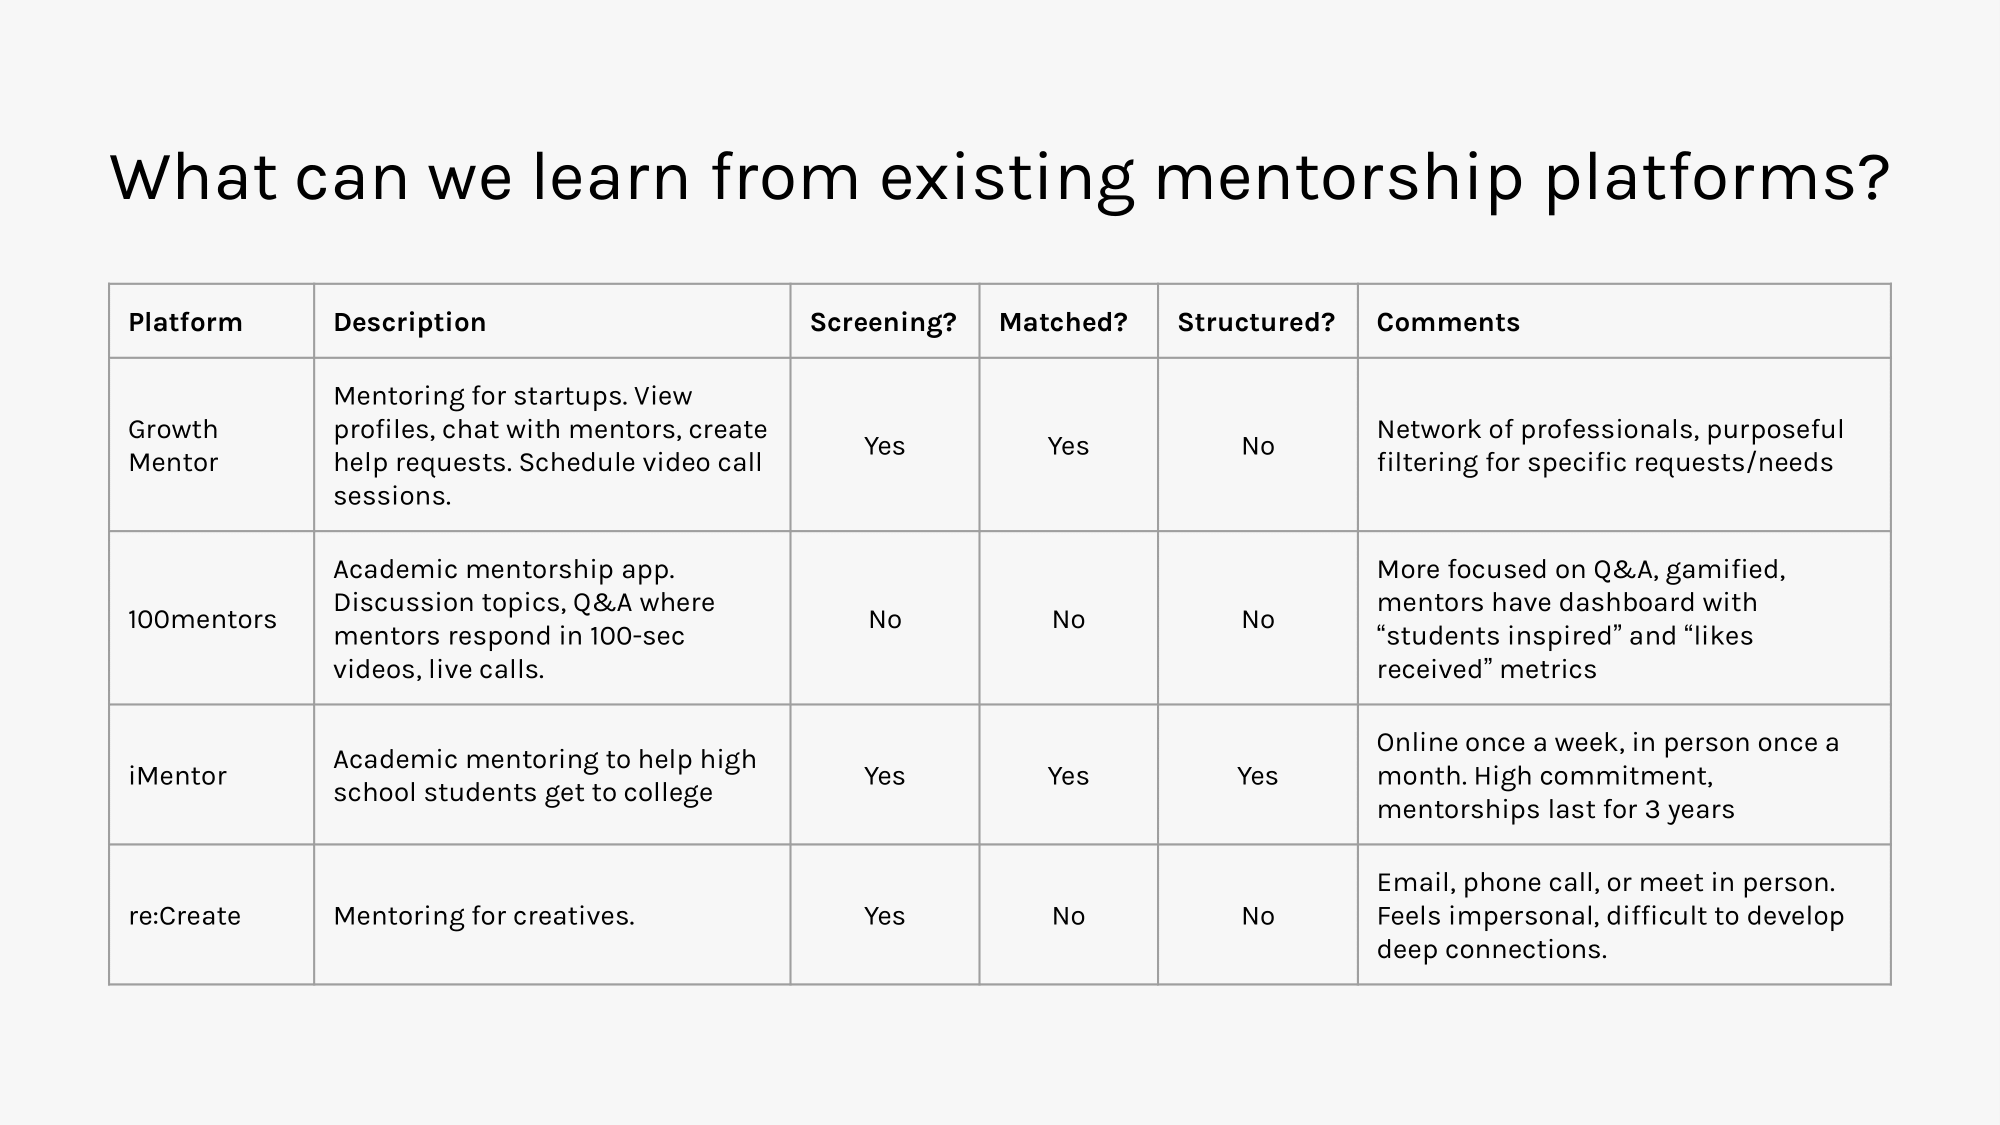 What can we learn from existing mentorship platforms?
Platform
Description
Screening?
Matched?
Structured?
Comments
Growth
Mentor
Mentoring for startups. View
profiles, chat with mentors, create
help requests. Schedule video call
sessions.
Yes
Yes
No
Network of professionals, purposeful
filtering for specific requests/needs
100mentors
Academic mentorship app.
Discussion topics, Q&A where
mentors respond in 100-sec
videos, live calls.
No
No
No
More focused on Q&A, gamified,
mentors have dashboard with
“students inspired” and “likes
received” metrics
iMentor
Academic mentoring to help high
school students get to college
Yes
Yes
Yes
Online once a week, in person once a
month. High commitment,
mentorships last for 3 years
re:Create
Mentoring for creatives.
Yes
No
No
Email, phone call, or meet in person.
Feels impersonal, difficult to develop
deep connections.